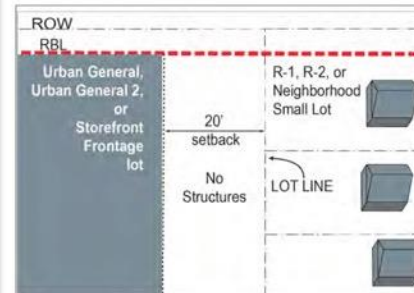 ROW
RBL
Urban General,
Urban General 2,
or
Storefront
Frontage
lot
20'
setback
No
Structures
R-1, R-2, or
Neighborhood
Small Lot
LOT LINE